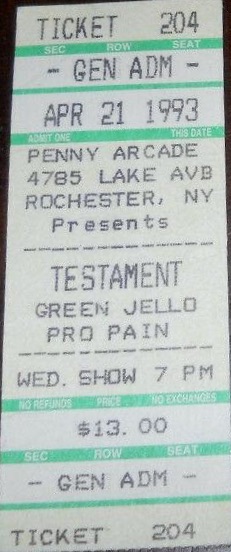 TICKET 204
SEC ROW SEAT
- GEN ADM -
APR 21 1993
ADMIT ONE THIS DATE
PENNY ARCADE
4785 LAKE AVB
ROCHESTER, NY
Presents
TESTAMENT
GREEN JELLO
PRO PAIN
WED. SHOW 7 PM
NO REFUNDS PRICE NO EXCHANGES
$13.00
SEC ROW SEAT
- GEN ADM -
TICKET 204